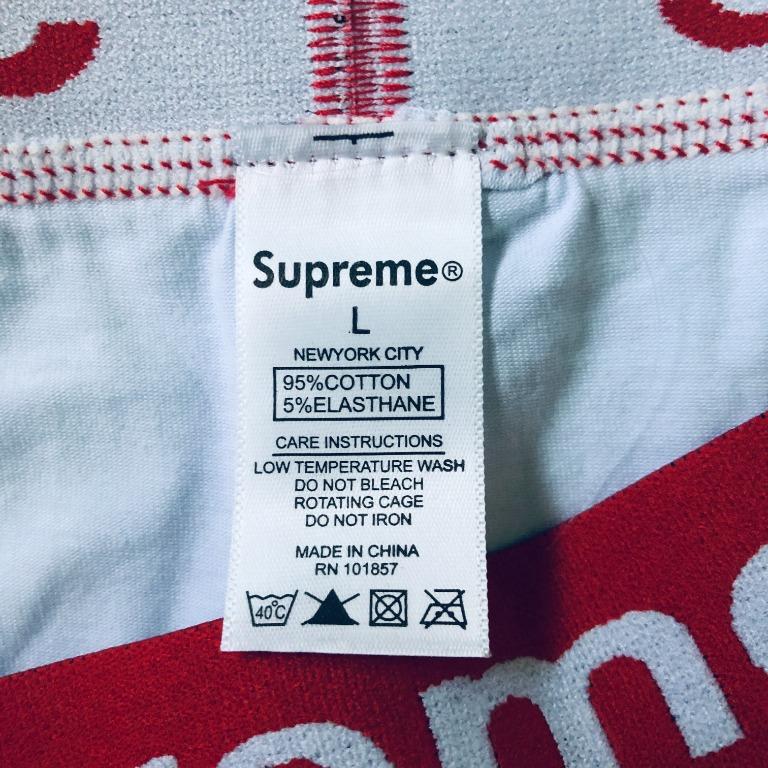 Supreme®
L
NEWYORK CITY
95%COTTON
5%ELASTHANE
CARE INSTRUCTIONS
LOW TEMPERATURE WASH
DO NOT BLEACH
ROTATING CAGE
DO NOT IRON
MADE IN CHINA
RN 101857
40℃
rem